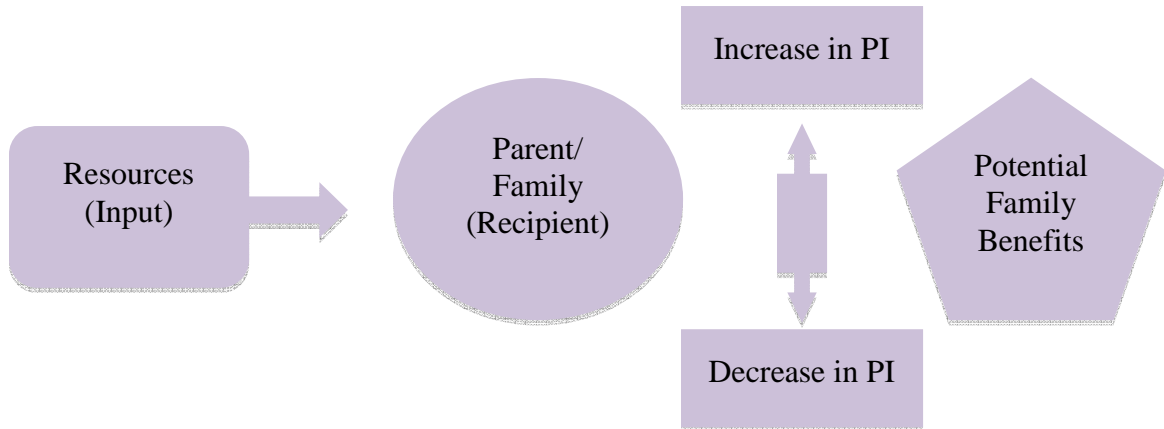 Resources
(Input)
Parent/
Family
(Recipient)
Increase in PI
Decrease in PI
Potential
Family
Benefits